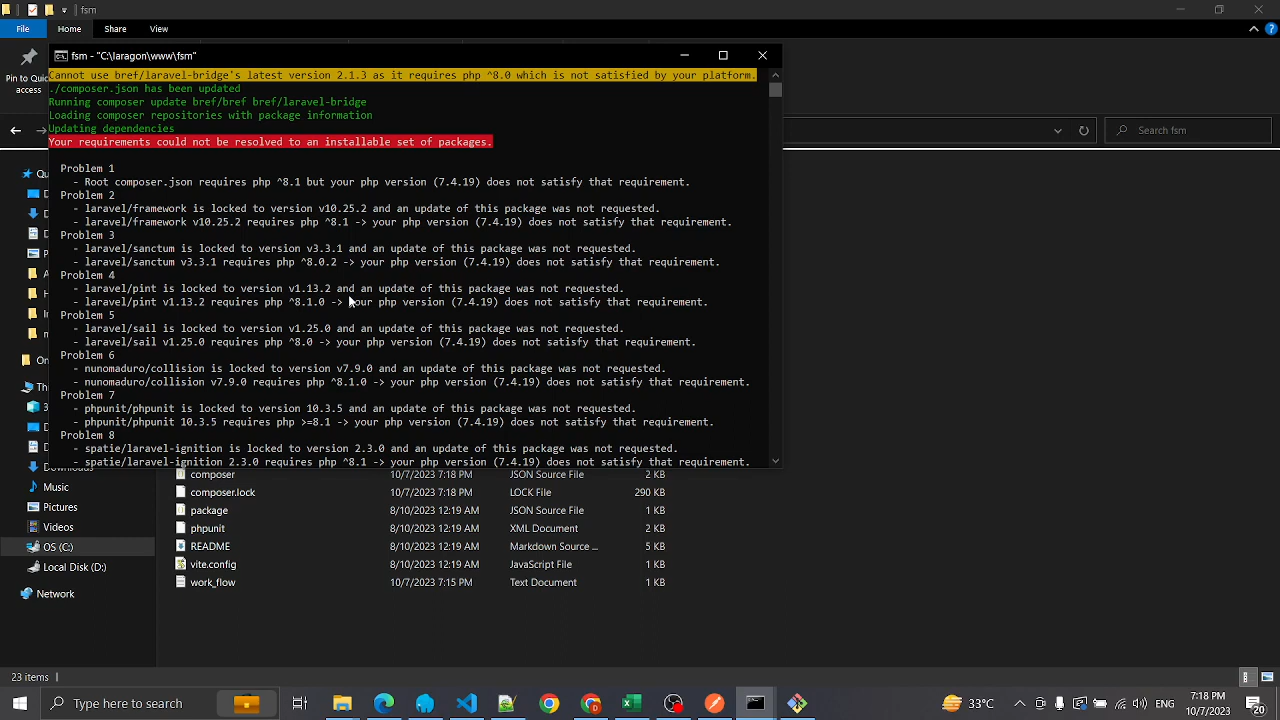 fsm
File
Home
Share
View
Pin to Quick
access
fsm - "C:\laragon\www\fsm"
Cannot use bref/laravel-bridge's latest version 2.1.3 as it requires php ^8.0 which is not satisfied by your platform.
./composer.json has been updated
Running composer update bref/bref bref/laravel-bridge
Loading composer repositories with package information
Updating dependencies
Your requirements could not be resolved to an installable set of packages.
Problem 1
- Root composer.json requires php ^8.1 but your php version (7.4.19) does not satisfy that requirement.
Problem 2
- laravel/framework is locked to version v10.25.2 and an update of this package was not requested.
- laravel/framework v10.25.2 requires php ^8.1 -> your php version (7.4.19) does not satisfy that requirement.
Problem 3
- laravel/sanctum is locked to version v3.3.1 and an update of this package was not requested.
- laravel/sanctum v3.3.1 requires php ^8.0.2 -> your php version (7.4.19) does not satisfy that requirement.
Problem 4
- laravel/pint is locked to version v1.13.2 and an update of this package was not requested.
- laravel/pint v1.13.2 requires php ^8.1.0 -> your php version (7.4.19) does not satisfy that requirement.
Problem 5
- laravel/sail is locked to version v1.25.0 and an update of this package was not requested.
- laravel/sail v1.25.0 requires php ^8.0 -> your php version (7.4.19) does not satisfy that requirement.
Problem 6
- nunomaduro/collision is locked to version v7.9.0 and an update of this package was not requested.
- nunomaduro/collision v7.9.0 requires php ^8.1.0 -> your php version (7.4.19) does not satisfy that requirement.
Problem 7
- phpunit/phpunit is locked to version 10.3.5 and an update of this package was not requested.
- phpunit/phpunit 10.3.5 requires php >=8.1 -> your php version (7.4.19) does not satisfy that requirement.
Problem 8
- spatie/laravel-ignition is locked to version 2.3.0 and an update of this package was not requested.
- spatie/laravel-ignition 2.3.0 requires php ^8.1 -> your php version (7.4.19) does not satisfy that requirement.
Search fsm
Music
Pictures
Videos
OS (C:)
Local Disk (D:)
Network
composer 10/7/2023 7:18 PM JSON Source File 2 KB
composer.lock 10/7/2023 7:18 PM LOCK File 290 KB
package 8/10/2023 12:19 AM JSON Source File 1 KB
phpunit 8/10/2023 12:19 AM XML Document 2 KB
README 8/10/2023 12:19 AM Markdown Source ... 5 KB
vite.config 8/10/2023 12:19 AM JavaScript File 1 KB
work_flow 10/7/2023 7:15 PM Text Document 1 KB
23 items
Type here to search
33°C
ENG
7:18 PM
10/7/2023
20